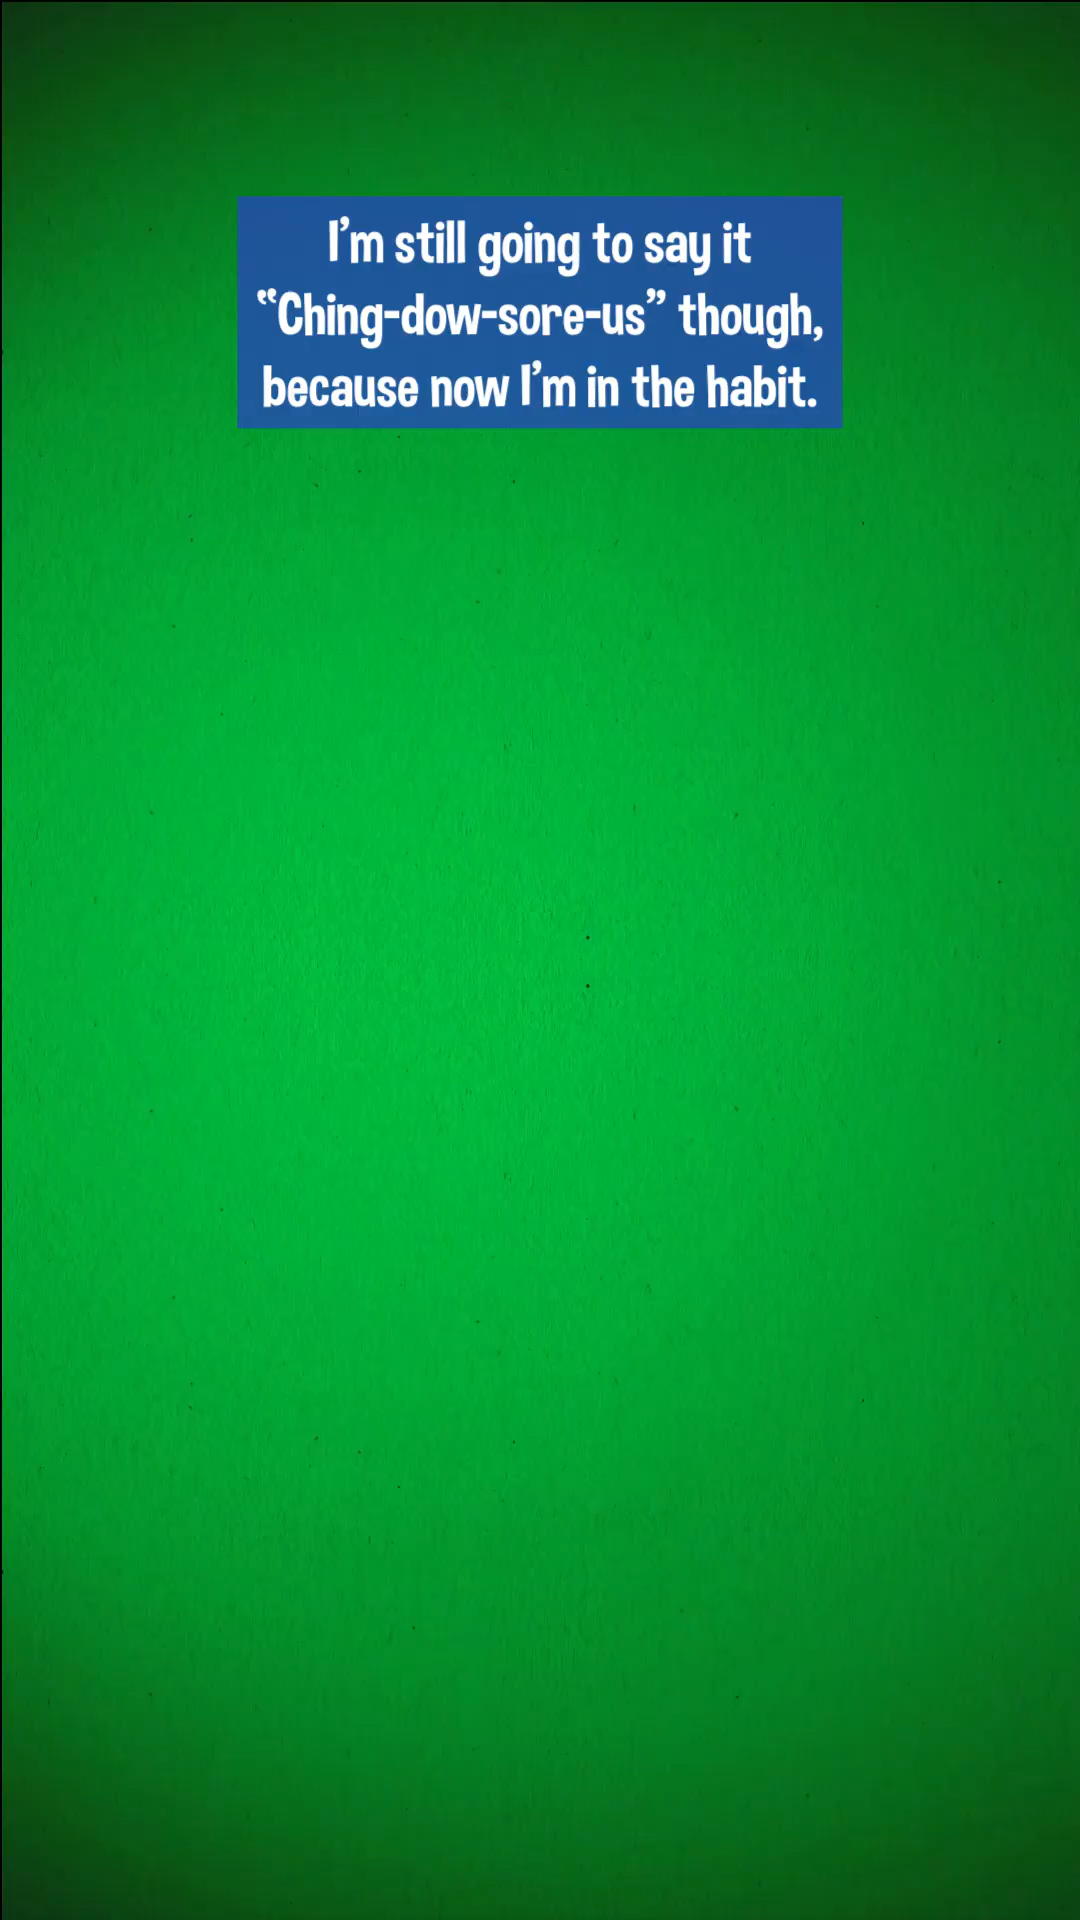 I’m still going to say it
“Ching-dow-sore-us” though,
because now I’m in the habit.